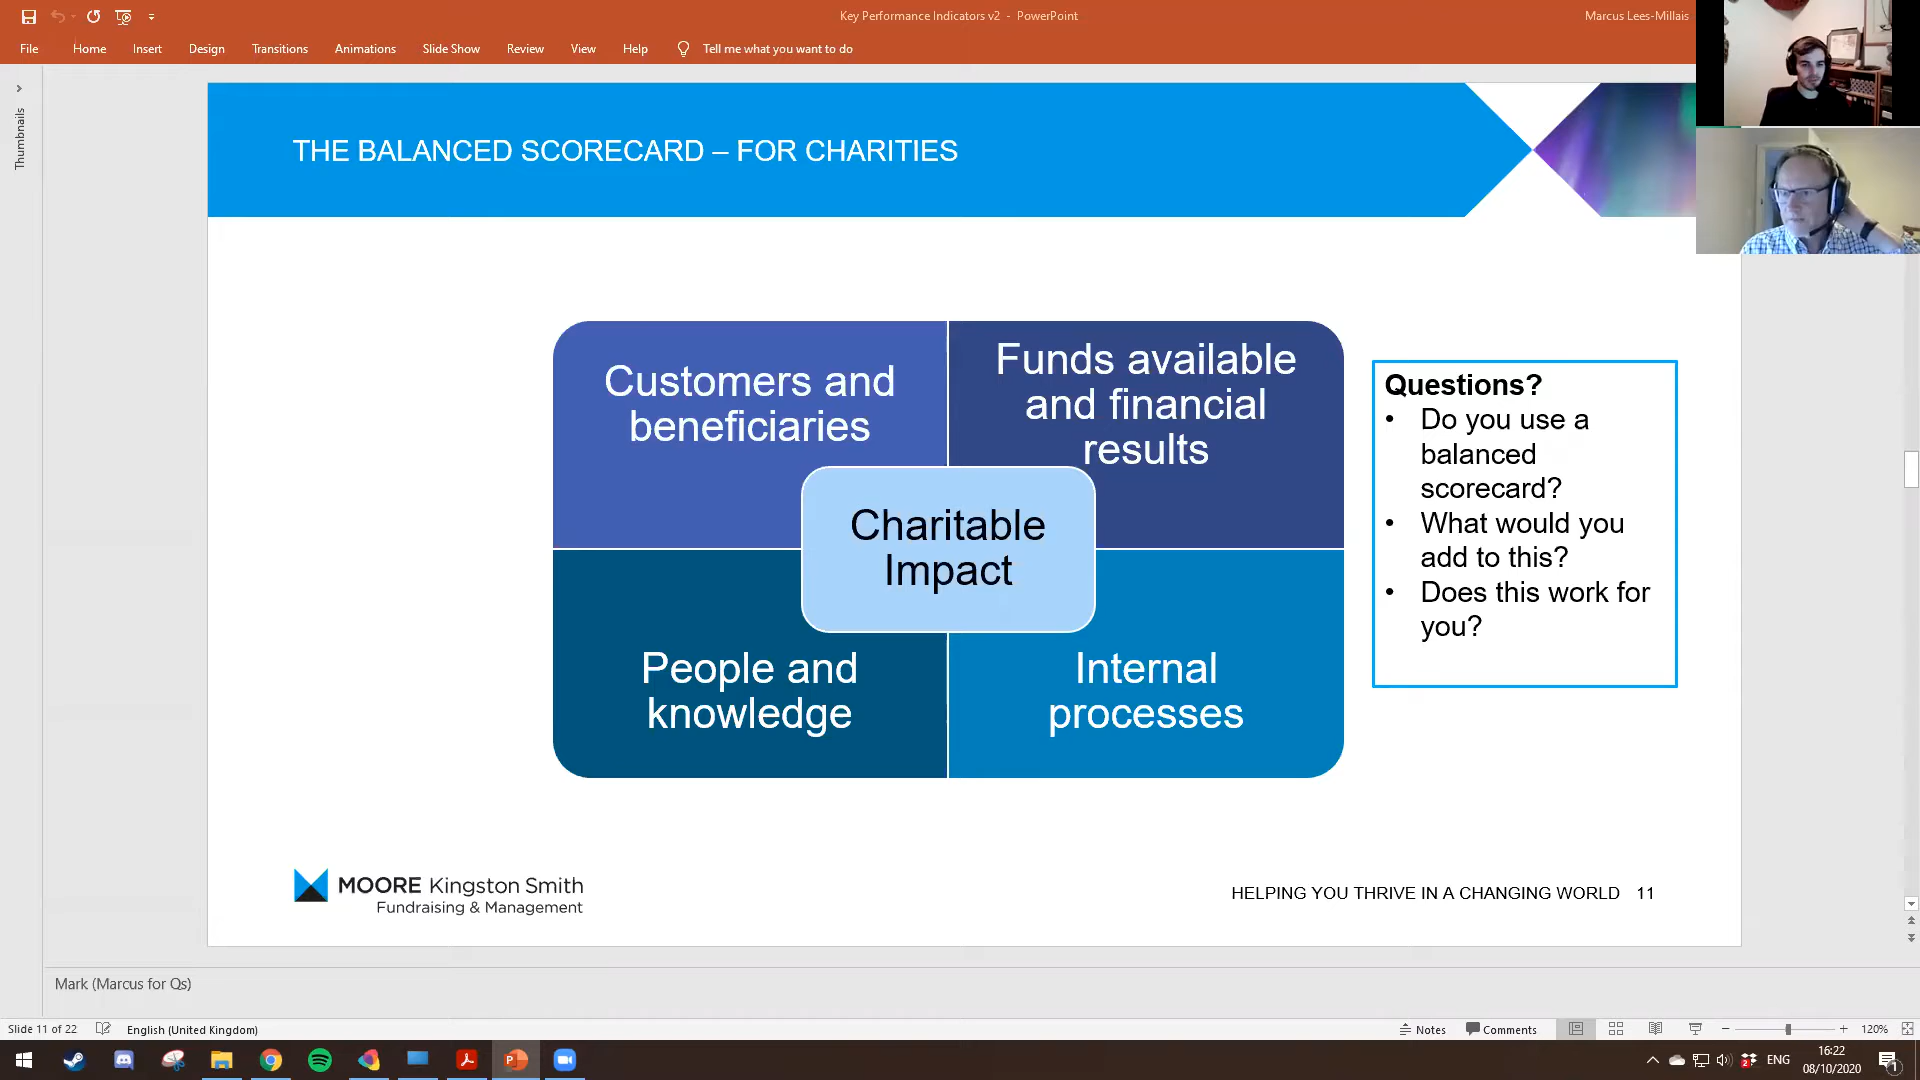 Key Performance Indicators v2 - PowerPoint
Marcus Lees-Millais
File Home Insert Design Transitions Animations Slide Show Review View Help Tell me what you want to do
Thumbnails
THE BALANCED SCORECARD – FOR CHARITIES
Customers and
beneficiaries
Funds available
and financial
results
Charitable
Impact
People and
knowledge
Internal
processes
Questions?
• Do you use a
balanced
scorecard?
• What would you
add to this?
• Does this work for
you?
MOORE Kingston Smith
Fundraising & Management
HELPING YOU THRIVE IN A CHANGING WORLD 11
Mark (Marcus for Qs)
Slide 11 of 22 English (United Kingdom) Notes Comments 120%
ENG
16:22
08/10/2020